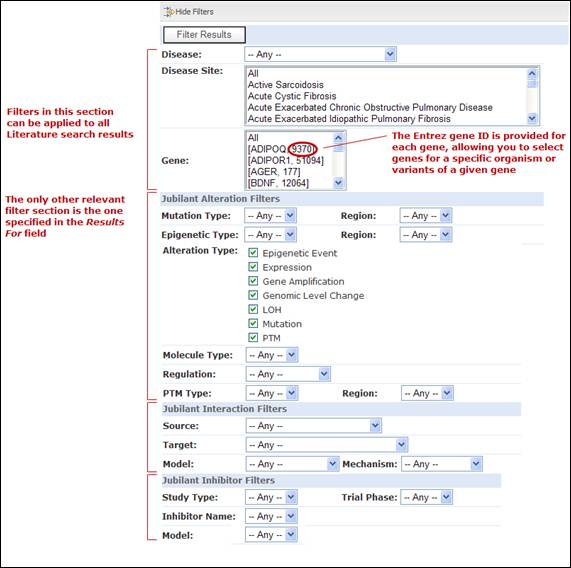 Hide Filters
Filter Results
Disease: -- Any --
Disease Site: All
Active Sarcoidosis
Acute Cystic Fibrosis
Acute Exacerbated Chronic Obstructive Pulmonary Disease
Acute Exacerbated Idiopathic Pulmonary Fibrosis
Filters in this section
can be applied to all
Literature search results
Gene: All
[ADIPOQ, 9370]
[ADIPOR1, 51094]
[AGER, 177]
[BDNF, 12064]
The Entrez gene ID is provided for
each gene, allowing you to select
genes for a specific organism or
variants of a given gene
The only other relevant
filter section is the one
specified in the Results
For field
Jubilant Alteration Filters
Mutation Type: -- Any -- Region: -- Any --
Epigenetic Type: -- Any -- Region: -- Any --
Alteration Type: Epigenetic Event
Expression
Gene Amplification
Genomic Level Change
LOH
Mutation
PTM
Molecule Type: -- Any --
Regulation: -- Any --
PTM Type: -- Any -- Region: -- Any --
Jubilant Interaction Filters
Source: -- Any --
Target: -- Any --
Model: -- Any -- Mechanism: -- Any --
Jubilant Inhibitor Filters
Study Type: -- Any -- Trial Phase: -- Any --
Inhibitor Name: -- Any --
Model: -- Any --